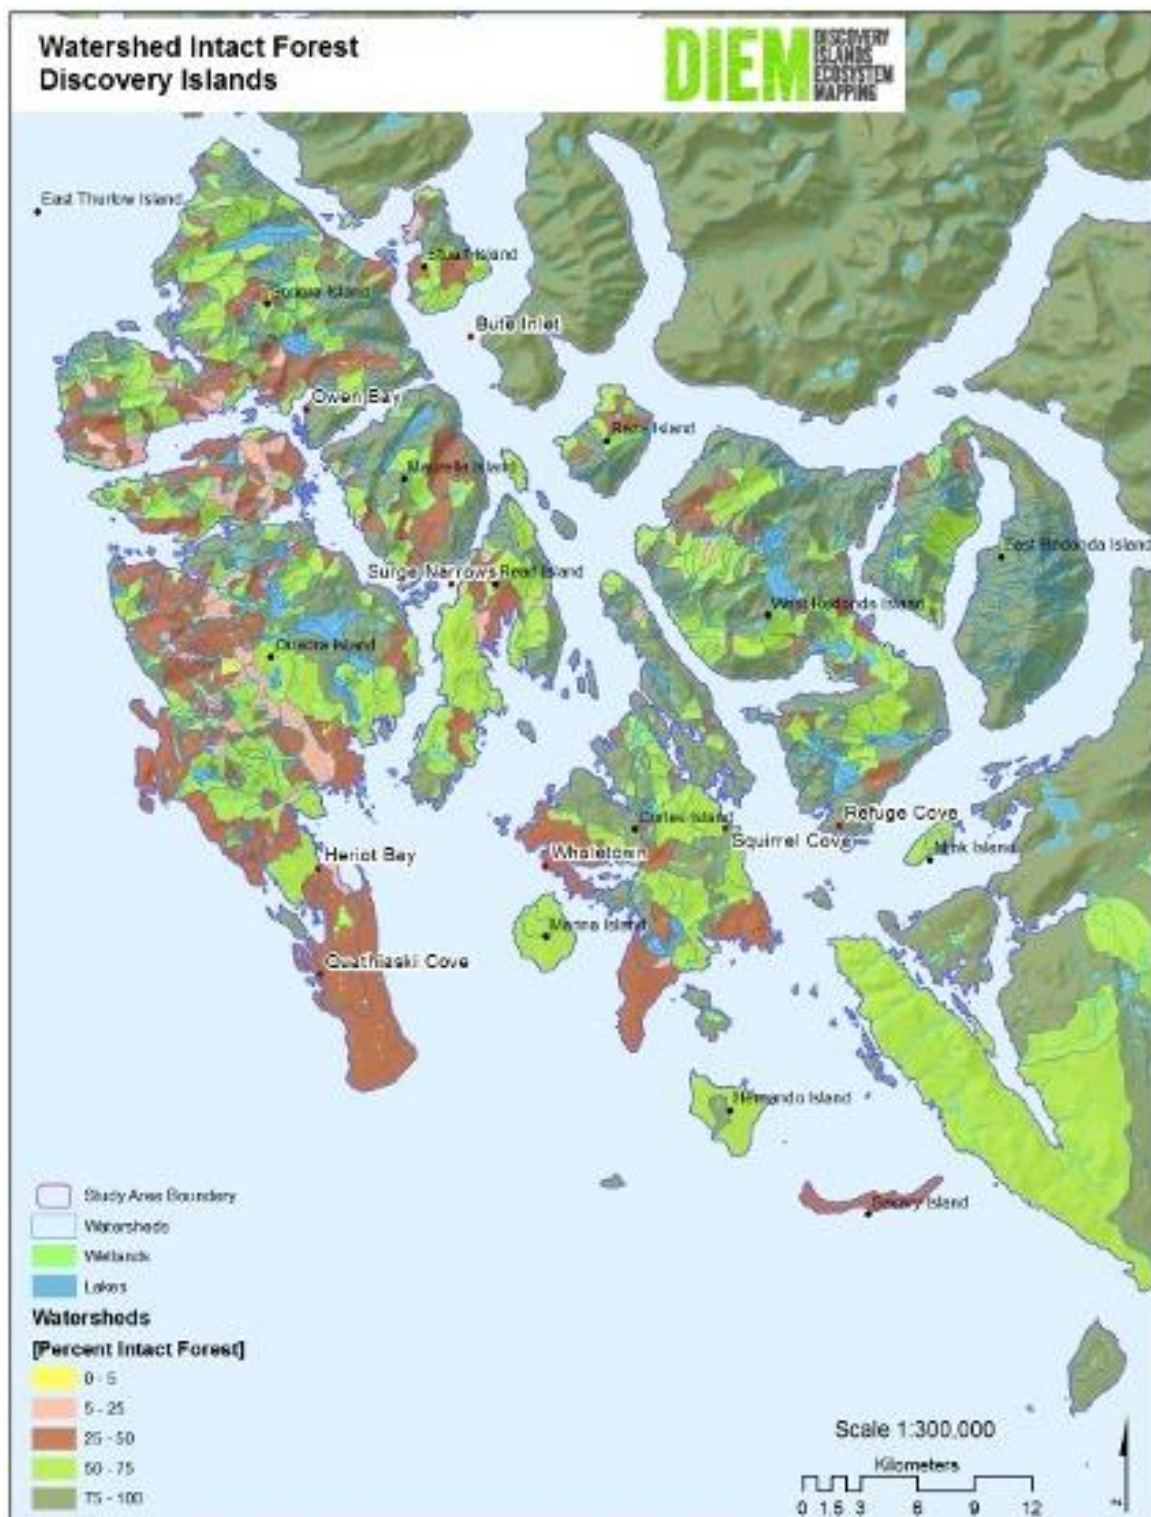 Watershed Intact Forest
Discovery Islands
DIEM
DISCOVERY
ISLANDS
ECOSYSTEM
MAPPING
East Thurlow Island
Stuart Island
Sonora Island
Bute Inlet
Owen Bay
Raza Island
Maurelle Island
East Redonda Island
Surge Narrows
Read Island
West Redonda Island
Quadra Island
Refuge Cove
Cortes Island
Squirrel Cove
Mink Island
Heriot Bay
Whaletown
Marina Island
Quathiaski Cove
Hernando Island
Savary Island
Study Area Boundary
Watersheds
Wetlands
Lakes
Watersheds
[Percent Intact Forest]
0 - 5
5 - 25
25 - 50
50 - 75
75 - 100
Scale 1:300,000
Kilometers
0 1.5 3 6 9 12